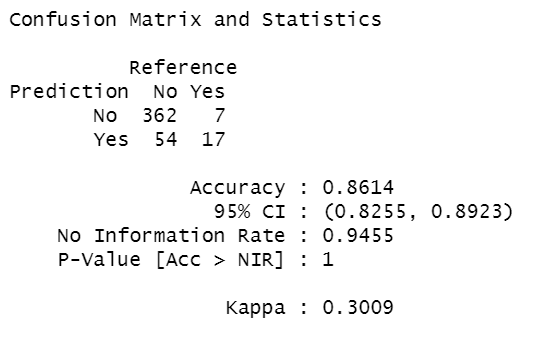 Confusion Matrix and Statistics
Reference
Prediction No Yes
No 362 7
Yes 54 17
Accuracy : 0.8614
95% CI : (0.8255, 0.8923)
No Information Rate : 0.9455
P-Value [Acc > NIR] : 1
Kappa : 0.3009